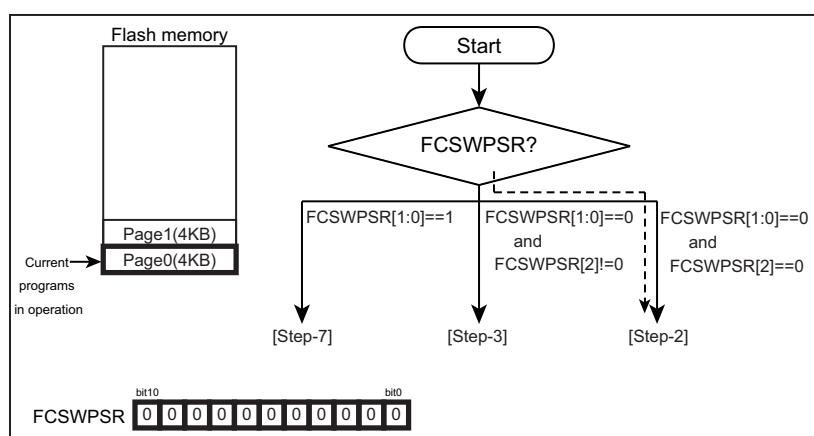 Flash memory
Page1(4KB)
Page0(4KB)
Current
programs
in operation
Start
FCSWPSR?
FCSWPSR[1:0]==1
FCSWPSR[1:0]==0
and
FCSWPSR[2]!=0
FCSWPSR[1:0]==0
and
FCSWPSR[2]==0
[Step-7]
[Step-3]
[Step-2]
bit10 bit0
FCSWPSR 0 0 0 0 0 0 0 0 0 0 0